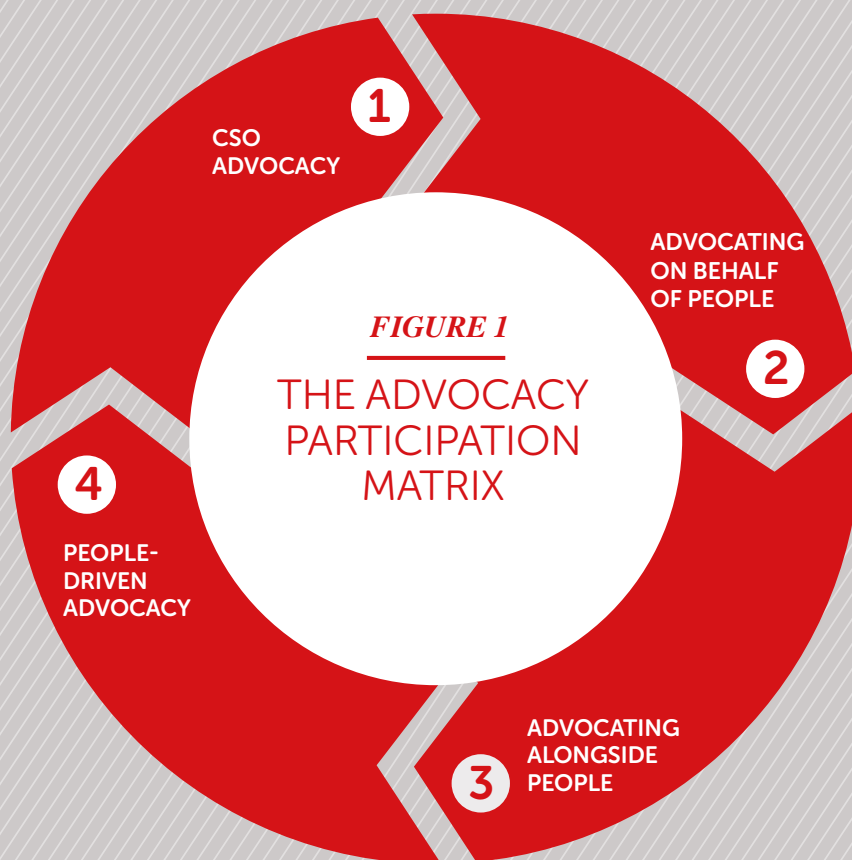 FIGURE 1
THE ADVOCACY
PARTICIPATION
MATRIX
1
CSO
ADVOCACY
ADVOCATING
ON BEHALF
OF PEOPLE
2
3
ADVOCATING
ALONGSIDE
PEOPLE
4
PEOPLE-
DRIVEN
ADVOCACY